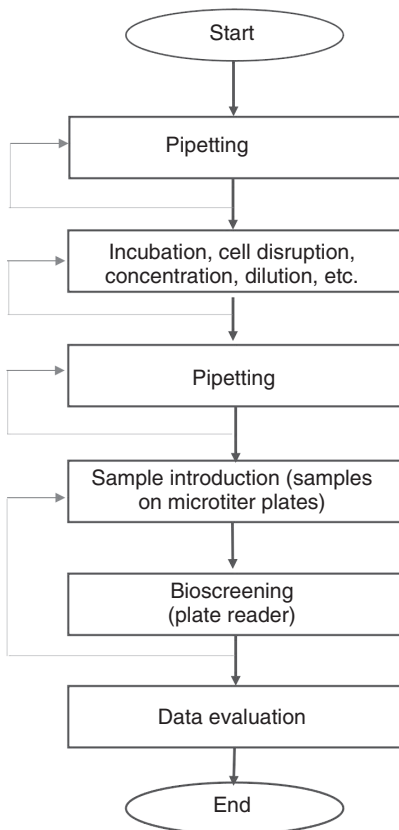 Start
Pipetting
Incubation, cell disruption,
concentration, dilution, etc.
Pipetting
Sample introduction (samples
on microtiter plates)
Bioscreening
(plate reader)
Data evaluation
End